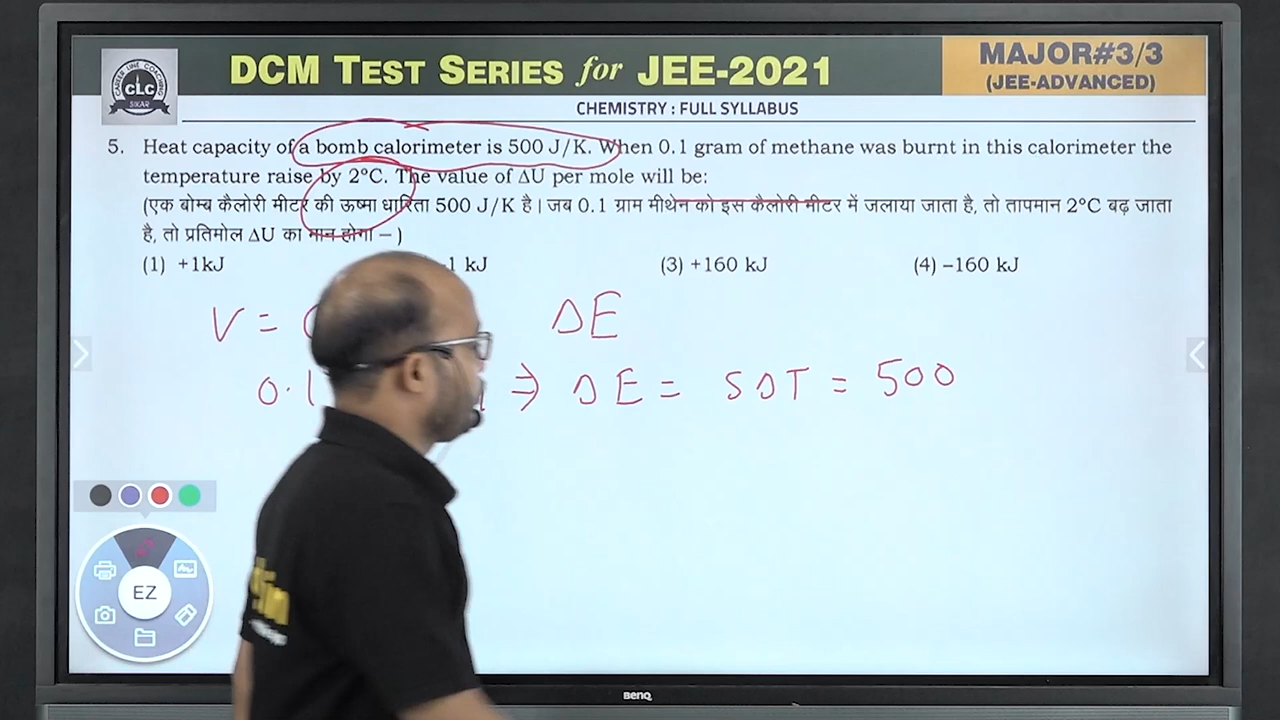 DCM TEST SERIES for JEE-2021
MAJOR#3/3
(JEE-ADVANCED)
CAREER LINE COACHING
CLC
SIKAR
CHEMISTRY : FULL SYLLABUS
5. Heat capacity of a bomb calorimeter is 500 J/K. When 0.1 gram of methane was burnt in this calorimeter the
temperature raise by 2°C. The value of ΔU per mole will be:
(एक बोम्ब कैलोरी मीटर की ऊष्मा धारिता 500 J/K है। जब 0.1 ग्राम मीथेन को इस कैलोरी मीटर में जलाया जाता है, तो तापमान 2°C बढ़ जाता
है, तो प्रतिमोल ΔU का मान होगा – )
(1) +1kJ -1 kJ (3) +160 kJ (4) –160 kJ
V = ΔE
0.1 ⇒ ΔE = SΔT = 500
EZ
BenQ